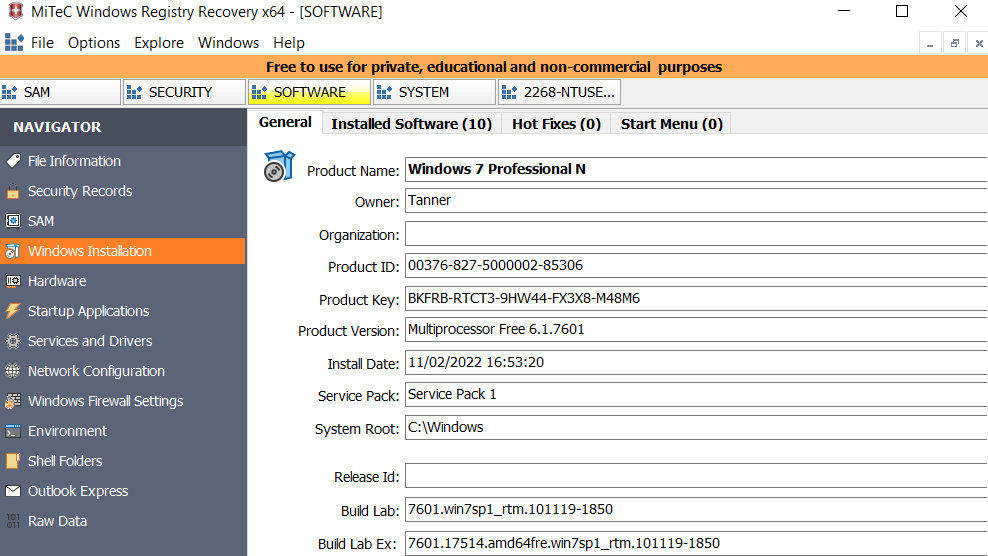 MiTeC Windows Registry Recovery x64 - [SOFTWARE]
File Options Explore Windows Help
Free to use for private, educational and non-commercial purposes
SAM SECURITY SOFTWARE SYSTEM 2268-NTUSE...
NAVIGATOR
File Information
Security Records
SAM
Windows Installation
Hardware
Startup Applications
Services and Drivers
Network Configuration
Windows Firewall Settings
Environment
Shell Folders
Outlook Express
Raw Data
General Installed Software (10) Hot Fixes (0) Start Menu (0)
Product Name: Windows 7 Professional N
Owner: Tanner
Organization:
Product ID: 00376-827-5000002-85306
Product Key: BKFRB-RTCT3-9HW44-FX3X8-M48M6
Product Version: Multiprocessor Free 6.1.7601
Install Date: 11/02/2022 16:53:20
Service Pack: Service Pack 1
System Root: C:\Windows
Release Id:
Build Lab: 7601.win7sp1_rtm.101119-1850
Build Lab Ex: 7601.17514.amd64fre.win7sp1_rtm.101119-1850